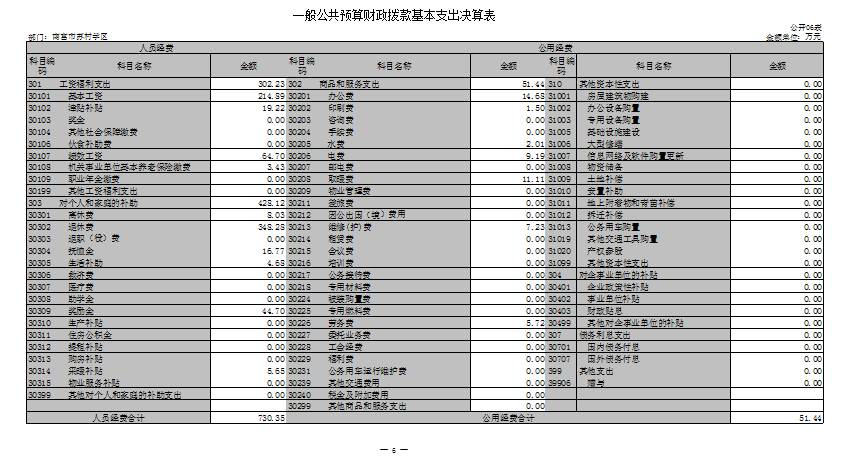 一般公共预算财政拨款基本支出决算表
公开06表
部门：南宫市苏村学区 金额单位：万元
人员经费 公用经费
科目编码 科目名称 金额 科目编码 科目名称 金额 科目编码 科目名称 金额
301 工资福利支出 302.23 302 商品和服务支出 51.44 310 其他资本性支出 0.00
30101 基本工资 214.89 30201 办公费 14.68 31001 房屋建筑物购建 0.00
30102 津贴补贴 19.22 30202 印刷费 1.50 31002 办公设备购置 0.00
30103 奖金 0.00 30203 咨询费 0.00 31003 专用设备购置 0.00
30104 其他社会保障缴费 0.00 30204 手续费 0.00 31005 基础设施建设 0.00
30106 伙食补助费 0.00 30205 水费 2.01 31006 大型修缮 0.00
30107 绩效工资 64.70 30206 电费 9.19 31007 信息网络及软件购置更新 0.00
30108 机关事业单位基本养老保险缴费 3.43 30207 邮电费 0.00 31008 物资储备 0.00
30109 职业年金缴费 0.00 30208 取暖费 11.11 31009 土地补偿 0.00
30199 其他工资福利支出 0.00 30209 物业管理费 0.00 31010 安置补助 0.00
303 对个人和家庭的补助 428.12 30211 差旅费 0.00 31011 地上附着物和青苗补偿 0.00
30301 离休费 8.03 30212 因公出国（境）费用 0.00 31012 拆迁补偿 0.00
30302 退休费 348.28 30213 维修(护)费 7.23 31013 公务用车购置 0.00
30303 退职（役）费 0.00 30214 租赁费 0.00 31019 其他交通工具购置 0.00
30304 抚恤金 16.77 30215 会议费 0.00 31020 产权参股 0.00
30305 生活补助 4.68 30216 培训费 0.00 31099 其他资本性支出 0.00
30306 救济费 0.00 30217 公务接待费 0.00 304 对企事业单位的补贴 0.00
30307 医疗费 0.00 30218 专用材料费 0.00 30401 企业政策性补贴 0.00
30308 助学金 0.00 30224 被装购置费 0.00 30402 事业单位补贴 0.00
30309 奖励金 44.70 30225 专用燃料费 0.00 30403 财政贴息 0.00
30310 生产补贴 0.00 30226 劳务费 5.72 30499 其他对企事业单位的补贴 0.00
30311 住房公积金 0.00 30227 委托业务费 0.00 307 债务利息支出 0.00
30312 提租补贴 0.00 30228 工会经费 0.00 30701 国内债务付息 0.00
30313 购房补贴 0.00 30229 福利费 0.00 30707 国外债务付息 0.00
30314 采暖补贴 5.65 30231 公务用车运行维护费 0.00 399 其他支出 0.00
30315 物业服务补贴 0.00 30239 其他交通费用 0.00 39906 赠与 0.00
30399 其他对个人和家庭的补助支出 0.00 30240 税金及附加费用 0.00
30299 其他商品和服务支出 0.00
人员经费合计 730.35 公用经费合计 51.44
— 6 —